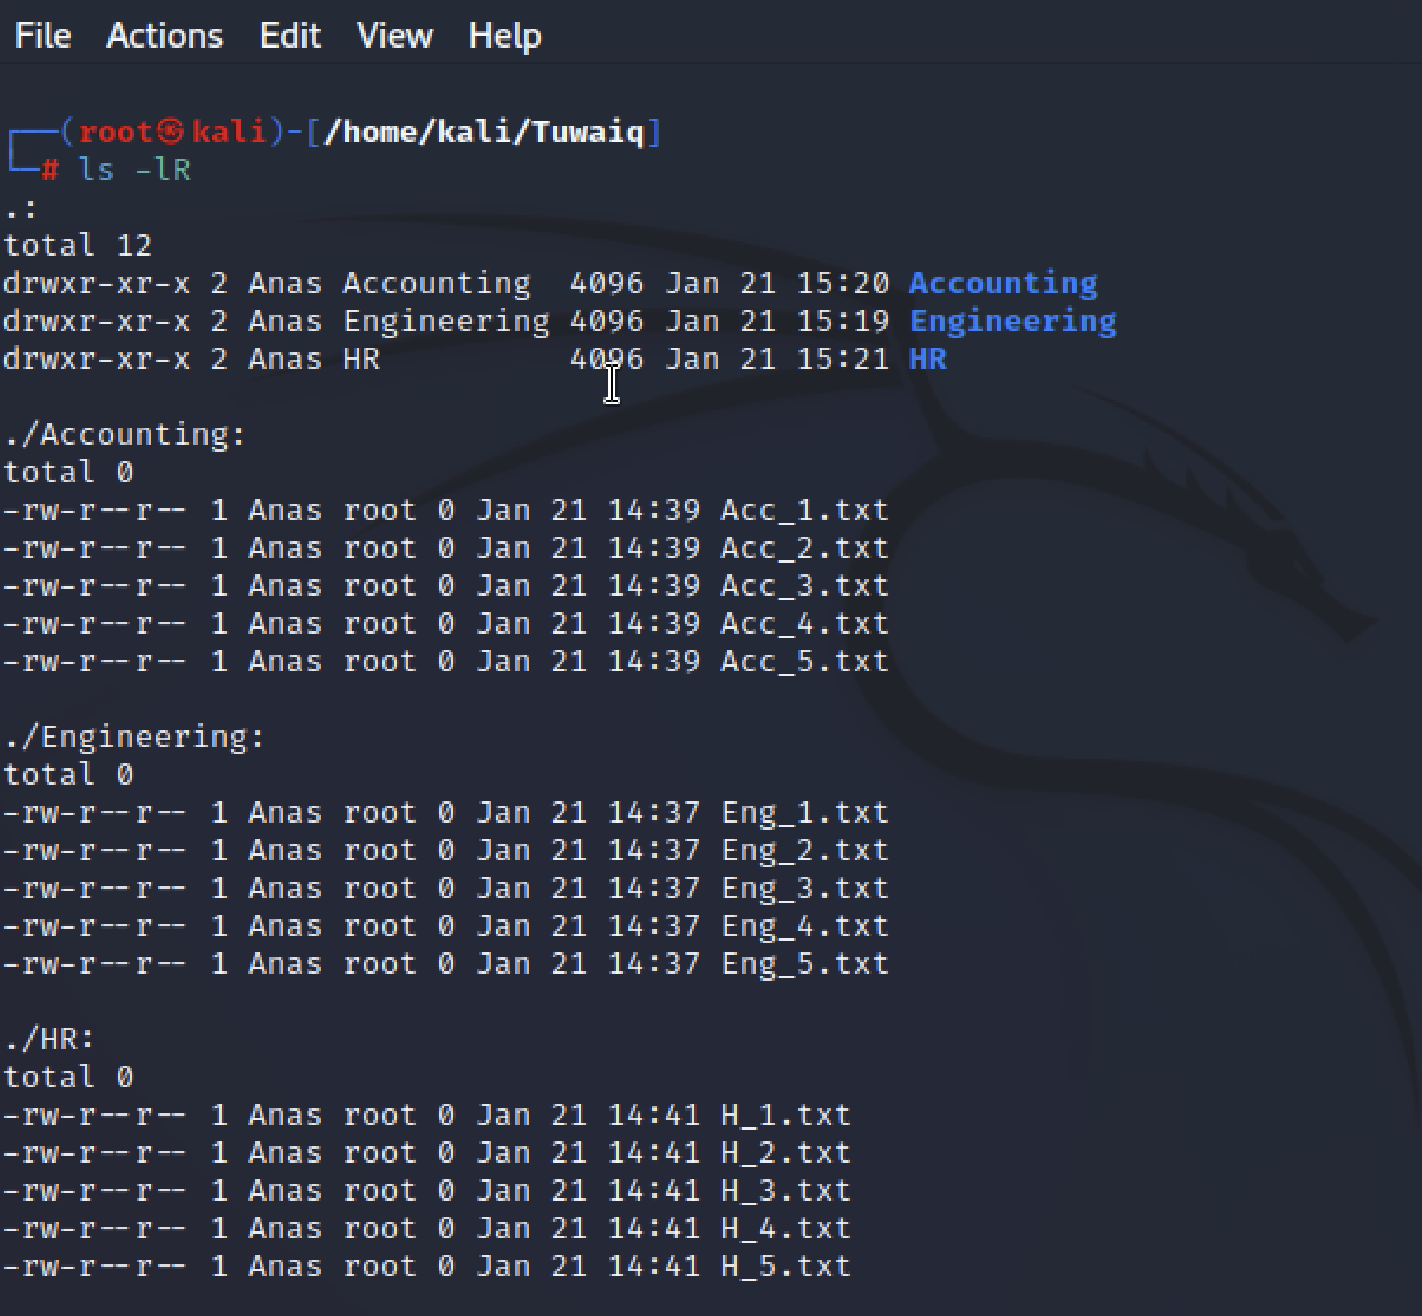 File Actions Edit View Help
┌──(root㉿kali)-[/home/kali/Tuwaiq]
└─# ls -lR
.:
total 12
drwxr-xr-x 2 Anas Accounting  4096 Jan 21 15:20 Accounting
drwxr-xr-x 2 Anas Engineering 4096 Jan 21 15:19 Engineering
drwxr-xr-x 2 Anas HR          4096 Jan 21 15:21 HR
./Accounting:
total 0
-rw-r--r-- 1 Anas root 0 Jan 21 14:39 Acc_1.txt
-rw-r--r-- 1 Anas root 0 Jan 21 14:39 Acc_2.txt
-rw-r--r-- 1 Anas root 0 Jan 21 14:39 Acc_3.txt
-rw-r--r-- 1 Anas root 0 Jan 21 14:39 Acc_4.txt
-rw-r--r-- 1 Anas root 0 Jan 21 14:39 Acc_5.txt
./Engineering:
total 0
-rw-r--r-- 1 Anas root 0 Jan 21 14:37 Eng_1.txt
-rw-r--r-- 1 Anas root 0 Jan 21 14:37 Eng_2.txt
-rw-r--r-- 1 Anas root 0 Jan 21 14:37 Eng_3.txt
-rw-r--r-- 1 Anas root 0 Jan 21 14:37 Eng_4.txt
-rw-r--r-- 1 Anas root 0 Jan 21 14:37 Eng_5.txt
./HR:
total 0
-rw-r--r-- 1 Anas root 0 Jan 21 14:41 H_1.txt
-rw-r--r-- 1 Anas root 0 Jan 21 14:41 H_2.txt
-rw-r--r-- 1 Anas root 0 Jan 21 14:41 H_3.txt
-rw-r--r-- 1 Anas root 0 Jan 21 14:41 H_4.txt
-rw-r--r-- 1 Anas root 0 Jan 21 14:41 H_5.txt